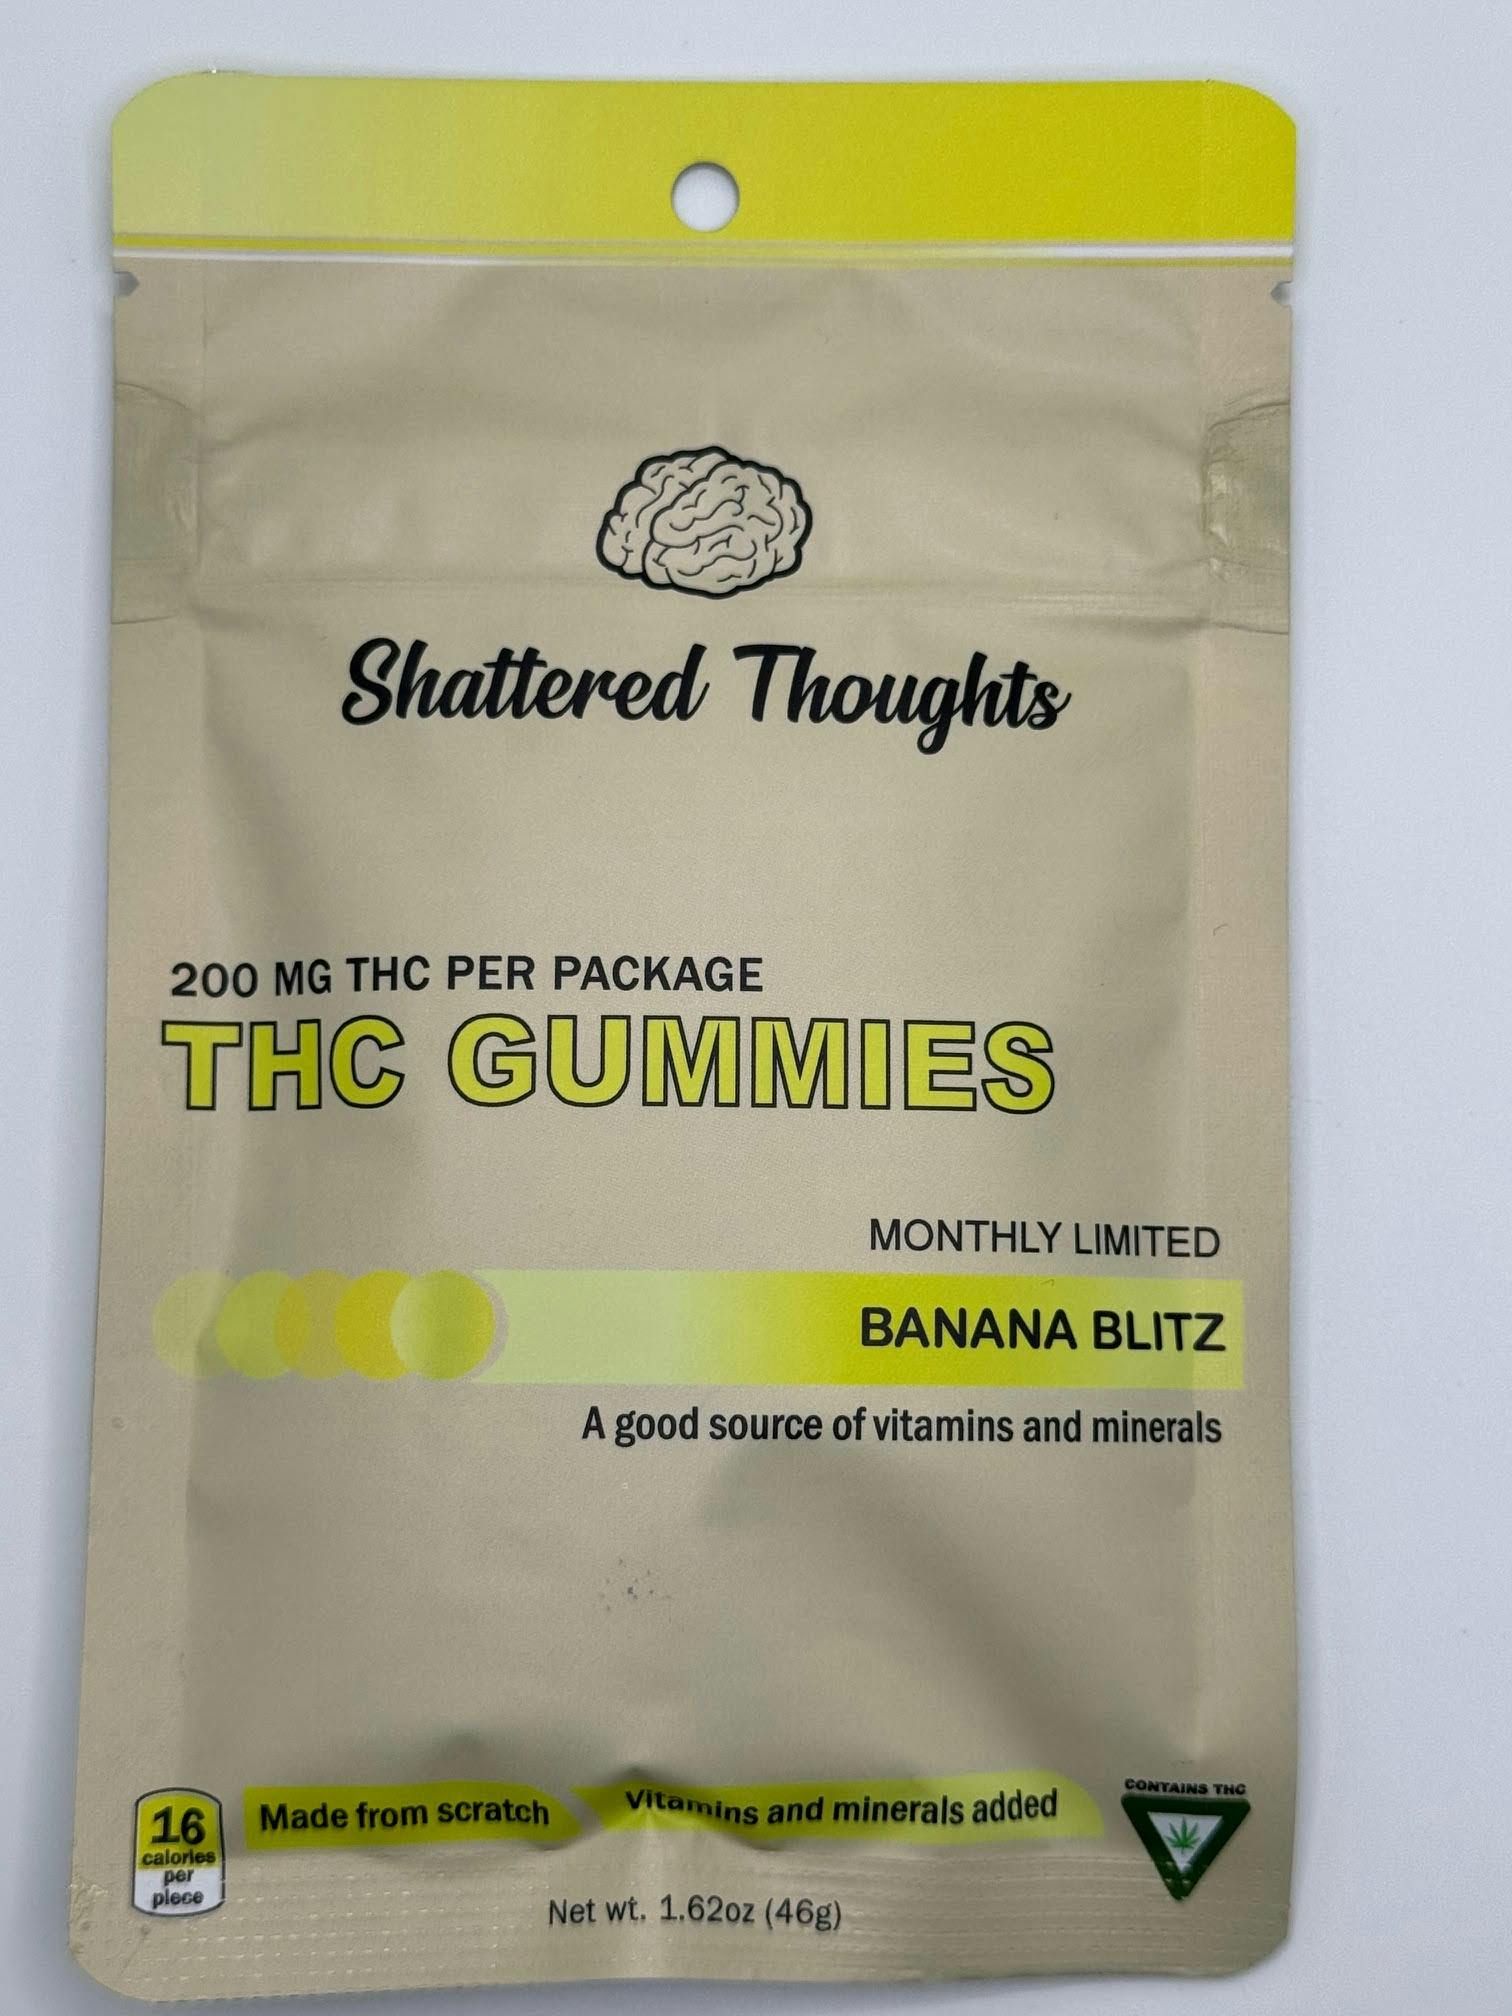 Shattered Thoughts
200 MG THC PER PACKAGE
THC GUMMIES
MONTHLY LIMITED
BANANA BLITZ
A good source of vitamins and minerals
16
calories
per
piece
Made from scratch
Vitamins and minerals added
CONTAINS THC
Net wt. 1.62oz (46g)